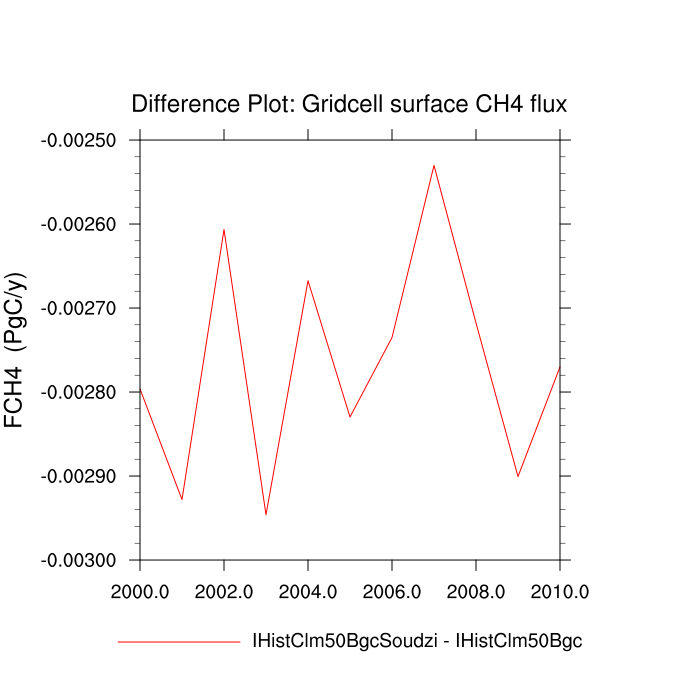 Difference Plot: Gridcell surface CH4 flux
FCH4 (PgC/y)
-0.00250
-0.00260
-0.00270
-0.00280
-0.00290
-0.00300
2000.0 2002.0 2004.0 2006.0 2008.0 2010.0
IHistClm50BgcSoudzi - IHistClm50Bgc